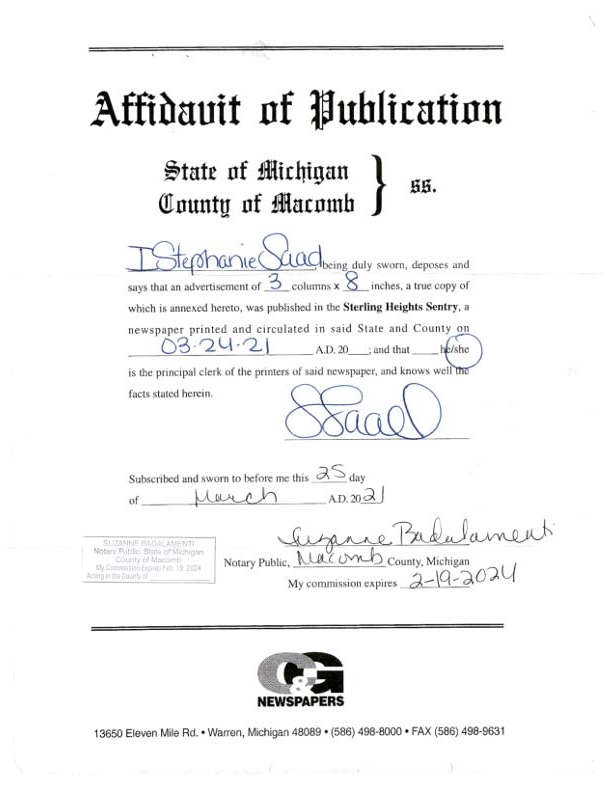 Affidavit of Publication
State of Michigan
County of Macomb } ss.
I Stephanie Saad being duly sworn, deposes and
says that an advertisement of 3 columns x 8 inches, a true copy of
which is annexed hereto, was published in the Sterling Heights Sentry, a
newspaper printed and circulated in said State and County on
03-24-21 A.D. 20___; and that ____ he/she
is the principal clerk of the printers of said newspaper, and knows well the
facts stated herein.
SSaad
Subscribed and sworn to before me this 25 day
of March A.D. 2021
Suzanne Badalamenti
SUZANNE BADALAMENTI
Notary Public, State of Michigan
County of Macomb
My Commission Expires Feb. 19, 2024
Acting in the County of
Notary Public, Macomb County, Michigan
My commission expires 2-19-2024
C&G
NEWSPAPERS
13650 Eleven Mile Rd. • Warren, Michigan 48089 • (586) 498-8000 • FAX (586) 498-9631